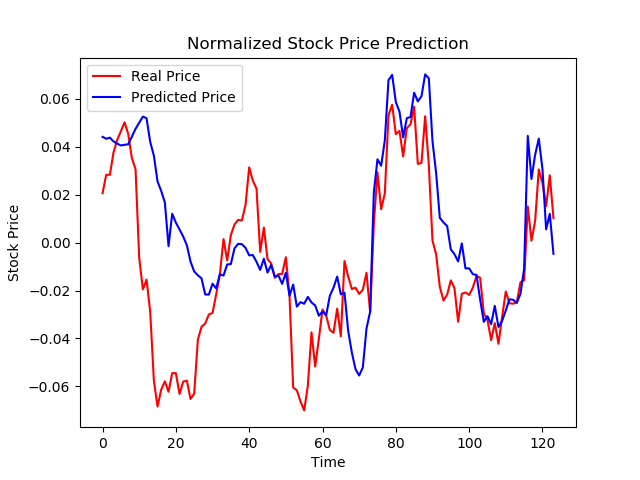 Normalized Stock Price Prediction
Real Price
Predicted Price
Stock Price
0.06
0.04
0.02
0.00
−0.02
−0.04
−0.06
0 20 40 60 80 100 120
Time